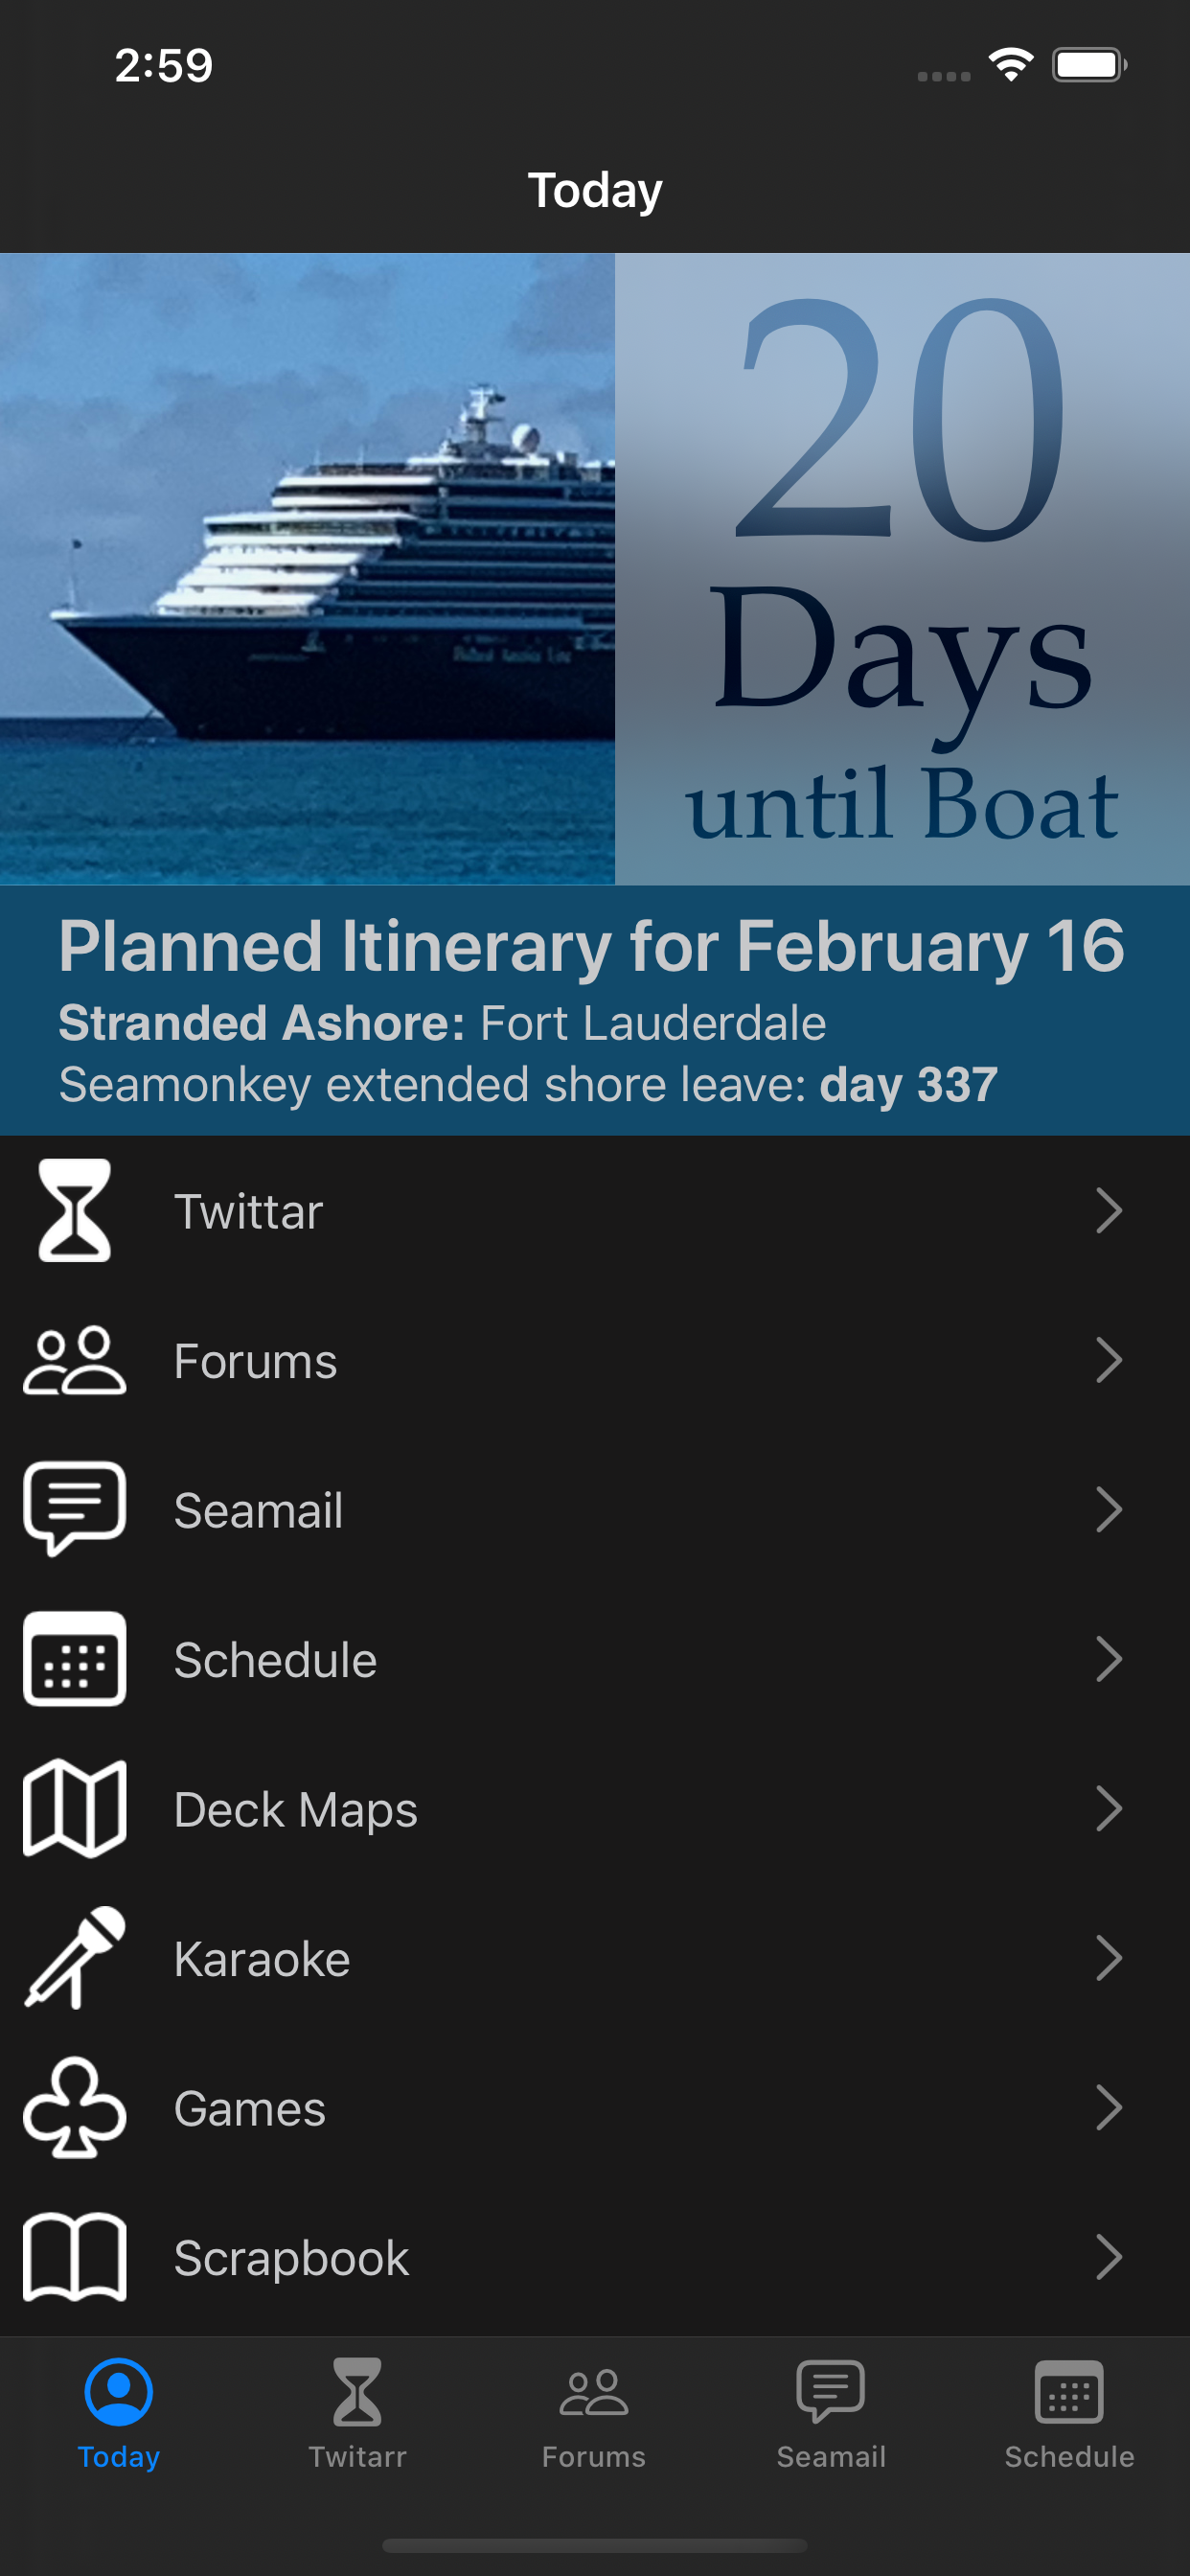 2:59
Today
20
Days
until Boat
Planned Itinerary for February 16
Stranded Ashore: Fort Lauderdale
Seamonkey extended shore leave: day 337
Twittar
Forums
Seamail
Schedule
Deck Maps
Karaoke
Games
Scrapbook
Today Twitarr Forums Seamail Schedule